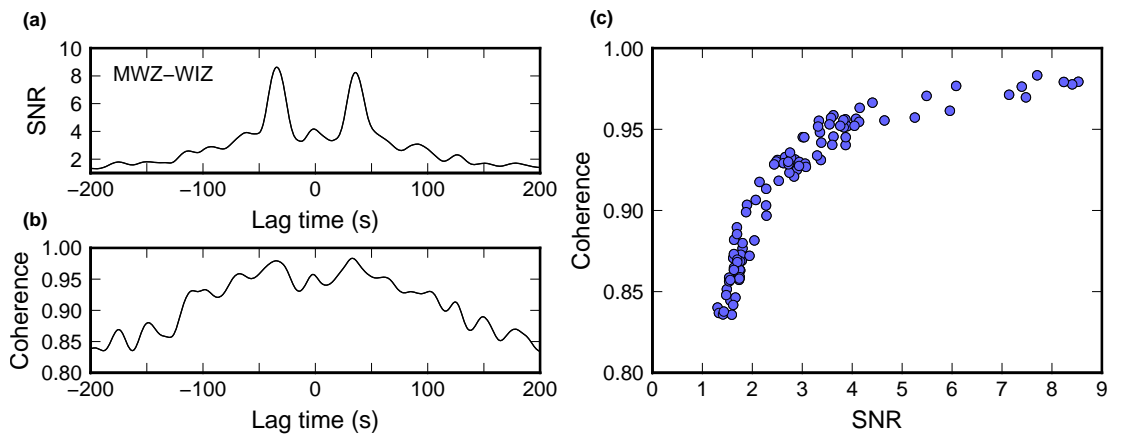 (a)
10
8
6
4
2
SNR
MWZ−WIZ
−200 −100 0 100 200
Lag time (s)
(b)
1.00
0.95
0.90
0.85
0.80
Coherence
−200 −100 0 100 200
Lag time (s)
(c)
1.00
0.95
0.90
0.85
0.80
Coherence
0 1 2 3 4 5 6 7 8 9
SNR